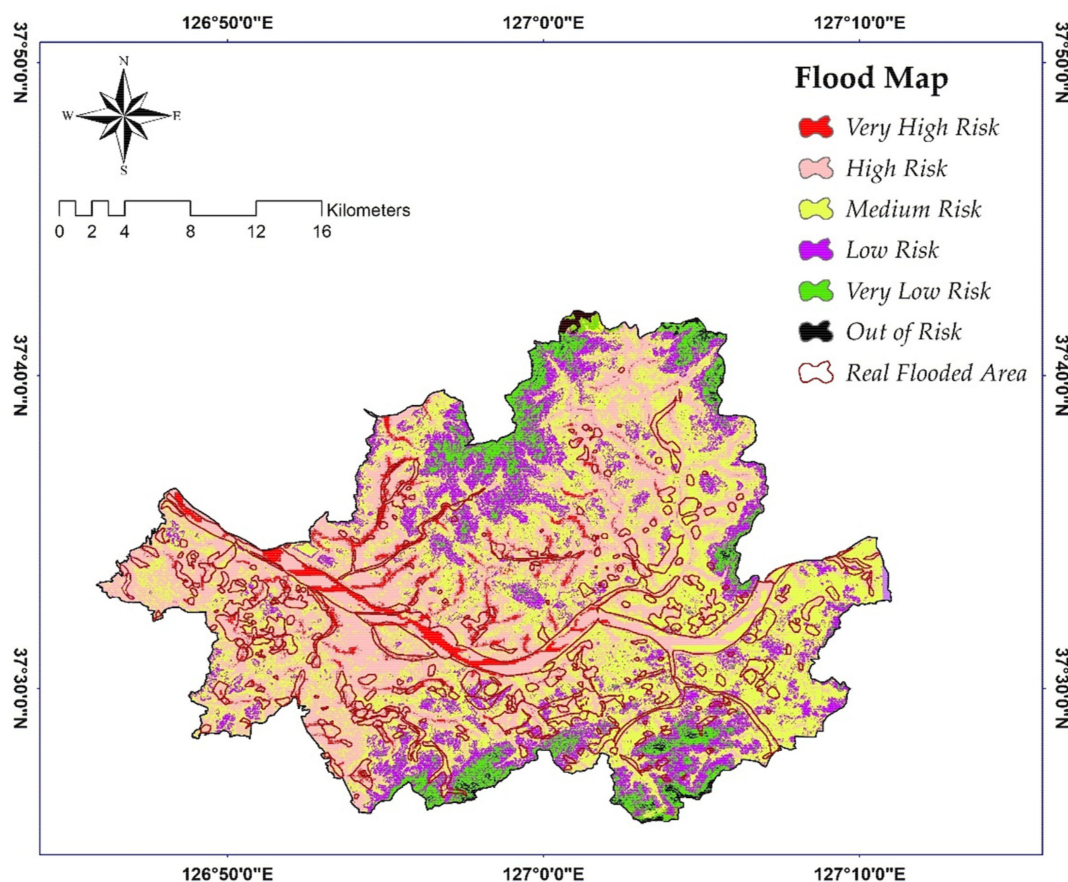 126°50'0"E 127°0'0"E 127°10'0"E
37°50'0"N 37°50'0"N
N
W E
S
Kilometers
0 2 4 8 12 16
Flood Map
Very High Risk
High Risk
Medium Risk
Low Risk
Very Low Risk
Out of Risk
Real Flooded Area
37°40'0"N 37°40'0"N
37°30'0"N 37°30'0"N
126°50'0"E 127°0'0"E 127°10'0"E